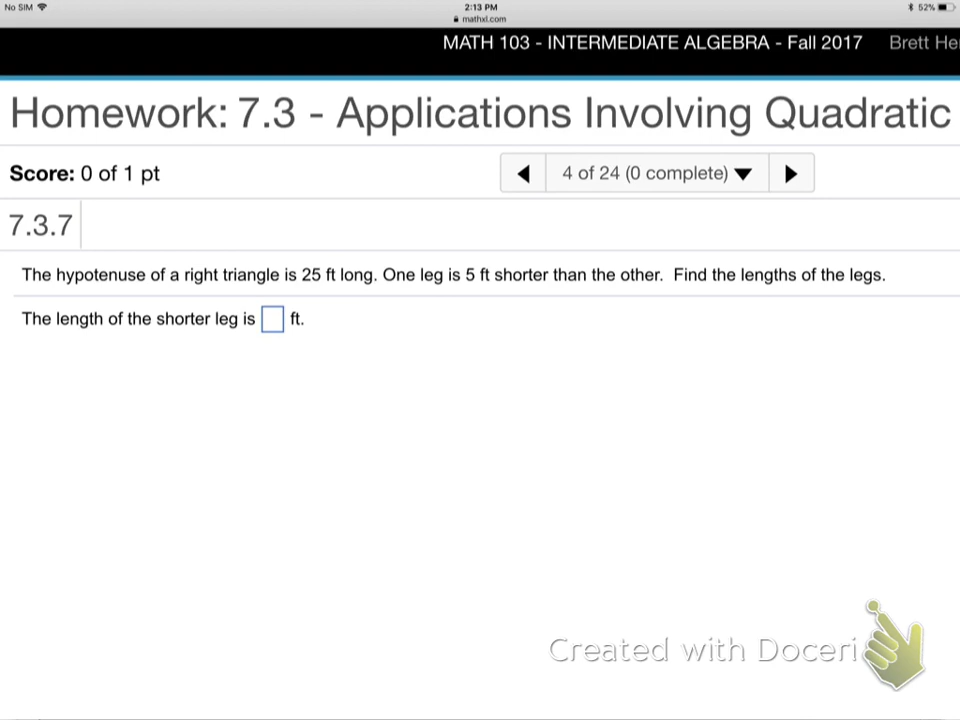 No SIM 2:13 PM 52%
mathxl.com
MATH 103 - INTERMEDIATE ALGEBRA - Fall 2017 Brett He
Homework: 7.3 - Applications Involving Quadratic
Score: 0 of 1 pt 4 of 24 (0 complete)
7.3.7
The hypotenuse of a right triangle is 25 ft long. One leg is 5 ft shorter than the other. Find the lengths of the legs.
The length of the shorter leg is ft.
Created with Doceri